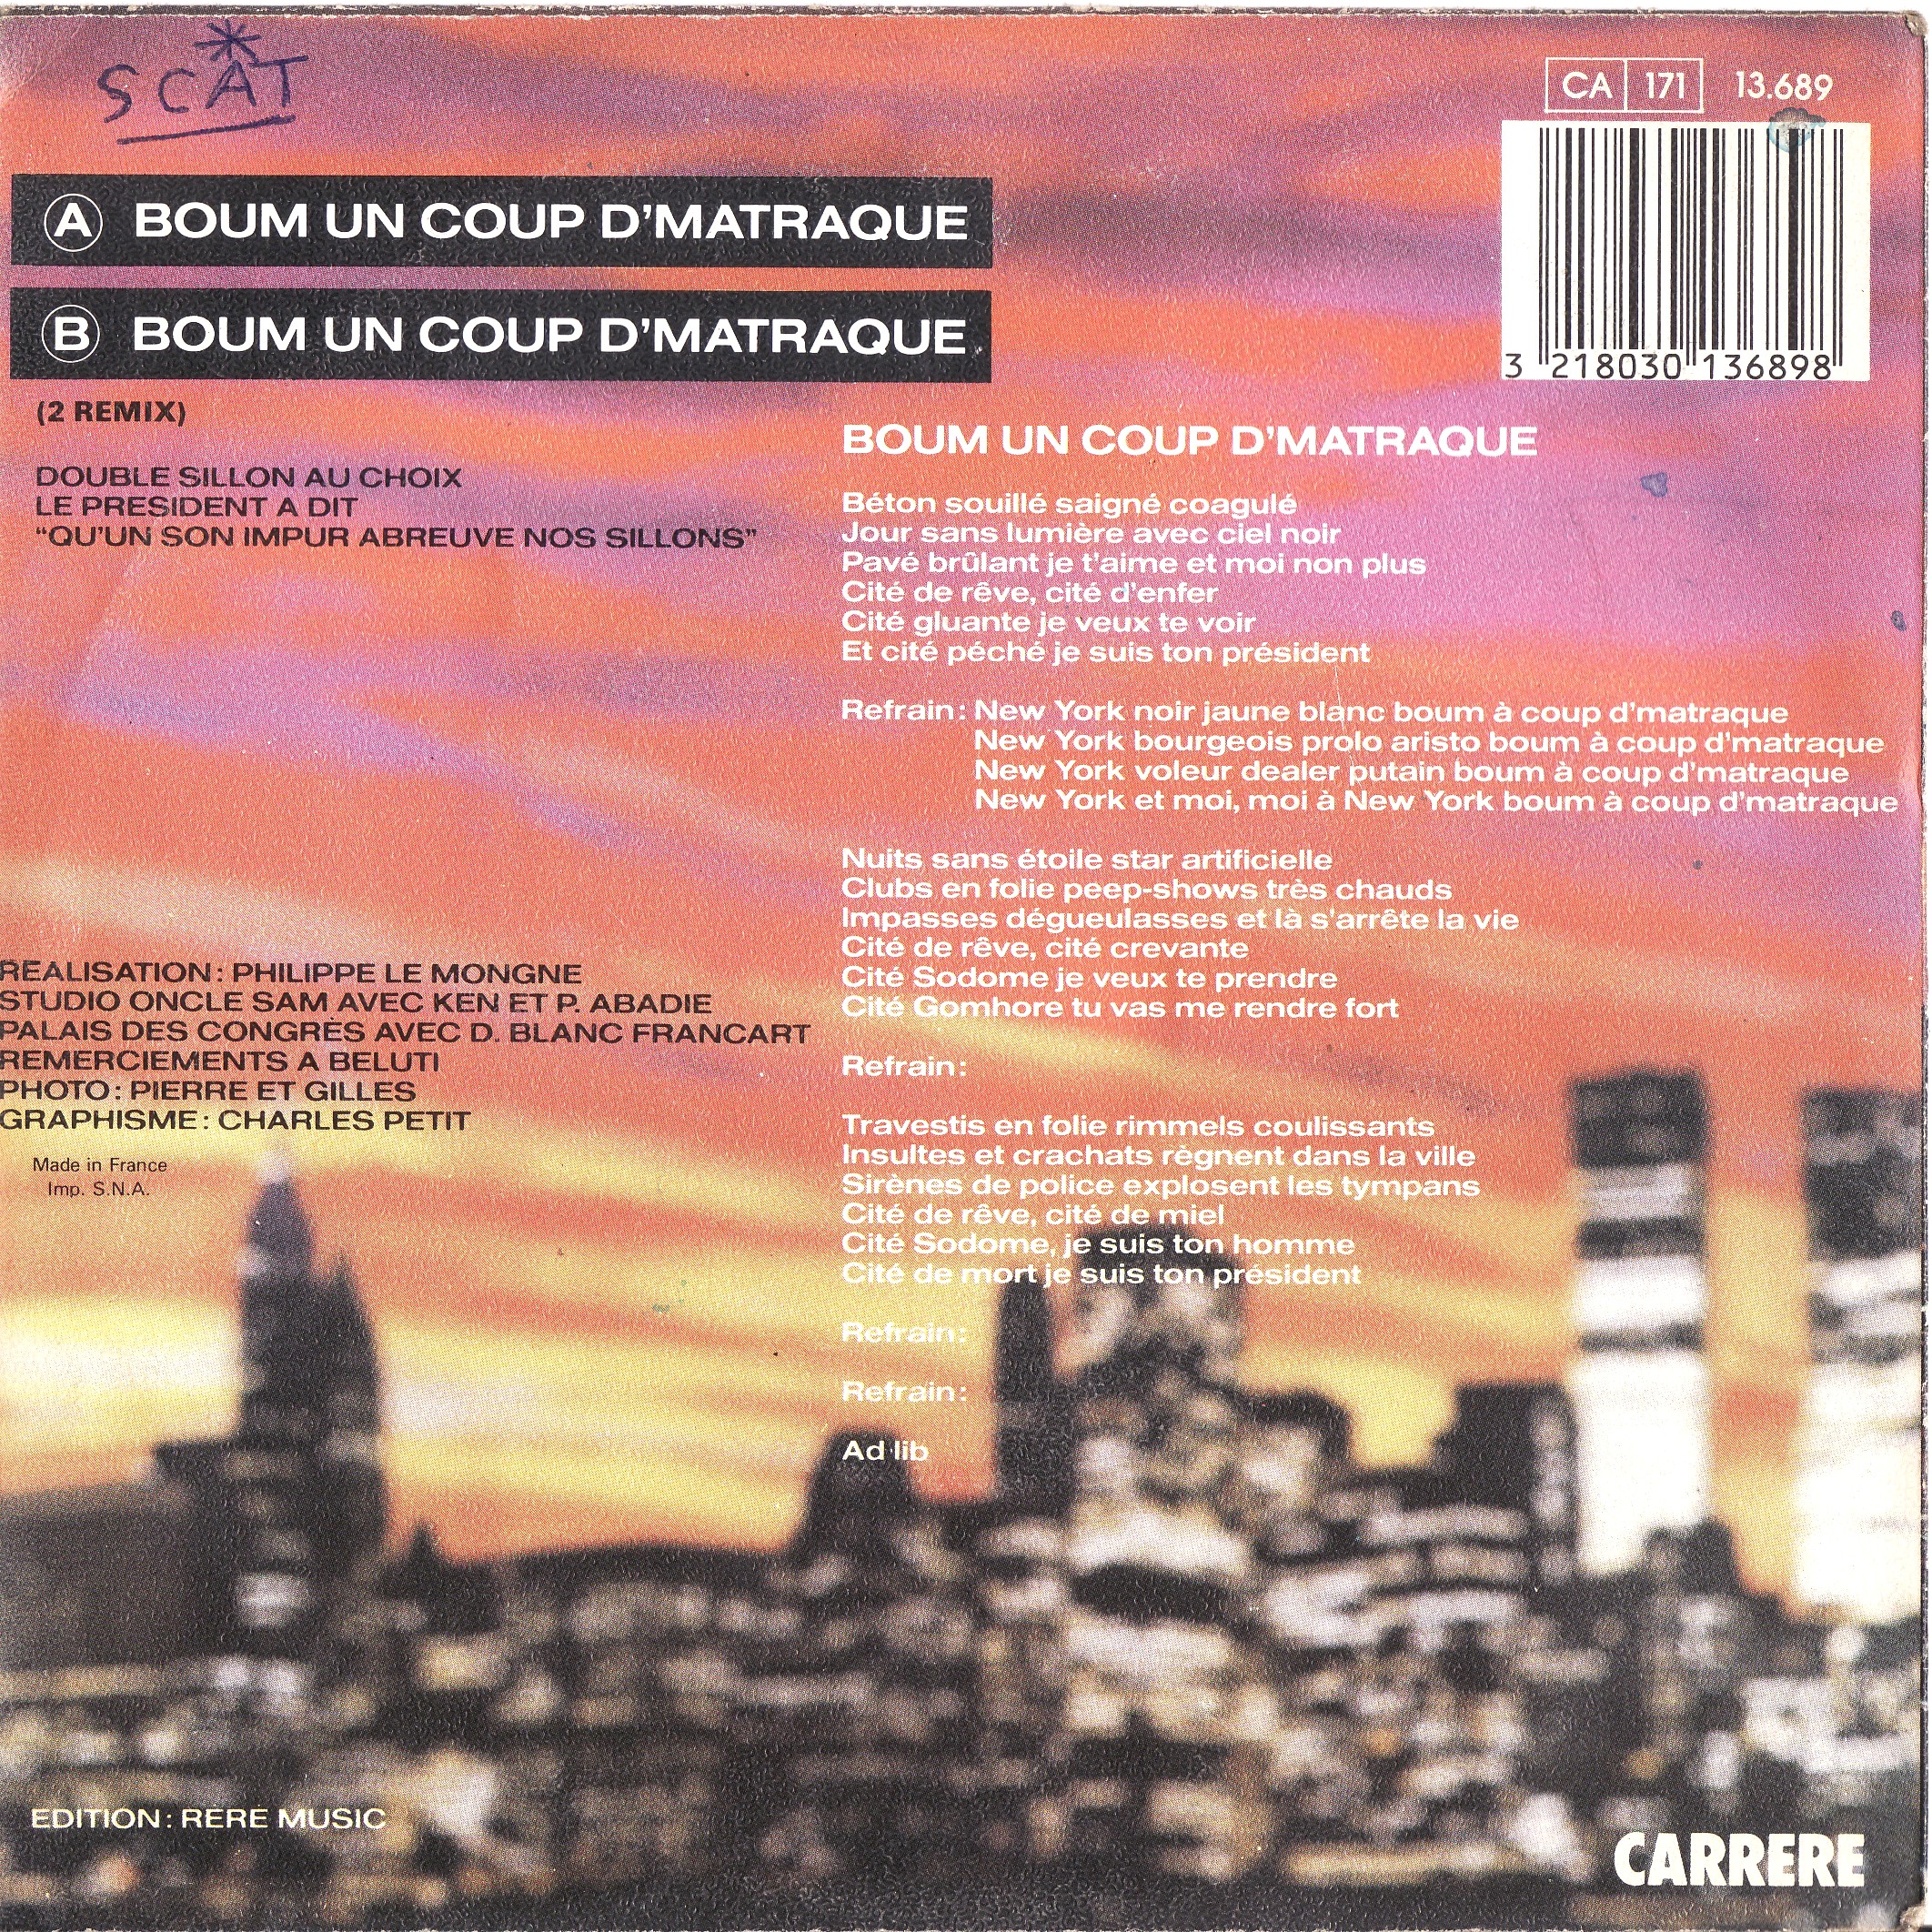 SCAT
CA 171 13.689
A BOUM UN COUP D'MATRAQUE
B BOUM UN COUP D'MATRAQUE
3 218030 136898
(2 REMIX)
DOUBLE SILLON AU CHOIX
LE PRESIDENT A DIT
“QU'UN SON IMPUR ABREUVE NOS SILLONS”
REALISATION : PHILIPPE LE MONGNE
STUDIO ONCLE SAM AVEC KEN ET P. ABADIE
PALAIS DES CONGRÈS AVEC D. BLANC FRANCART
REMERCIEMENTS A BELUTI
PHOTO : PIERRE ET GILLES
GRAPHISME : CHARLES PETIT
Made in France
Imp. S.N.A.
BOUM UN COUP D'MATRAQUE
Béton souillé saigné coagulé
Jour sans lumière avec ciel noir
Pavé brûlant je t'aime et moi non plus
Cité de rêve, cité d'enfer
Cité gluante je veux te voir
Et cité péché je suis ton président
Refrain : New York noir jaune blanc boum à coup d'matraque
New York bourgeois prolo aristo boum à coup d'matraque
New York voleur dealer putain boum à coup d'matraque
New York et moi, moi à New York boum à coup d'matraque
Nuits sans étoile star artificielle
Clubs en folie peep-shows très chauds
Impasses dégueulasses et là s'arrête la vie
Cité de rêve, cité crevante
Cité Sodome je veux te prendre
Cité Gomhore tu vas me rendre fort
Refrain :
Travestis en folie rimmels coulissants
Insultes et crachats règnent dans la ville
Sirènes de police explosent les tympans
Cité de rêve, cité de miel
Cité Sodome, je suis ton homme
Cité de mort je suis ton président
Refrain :
Refrain :
Ad lib
EDITION : RÉRÉ MUSIC
CARRERE